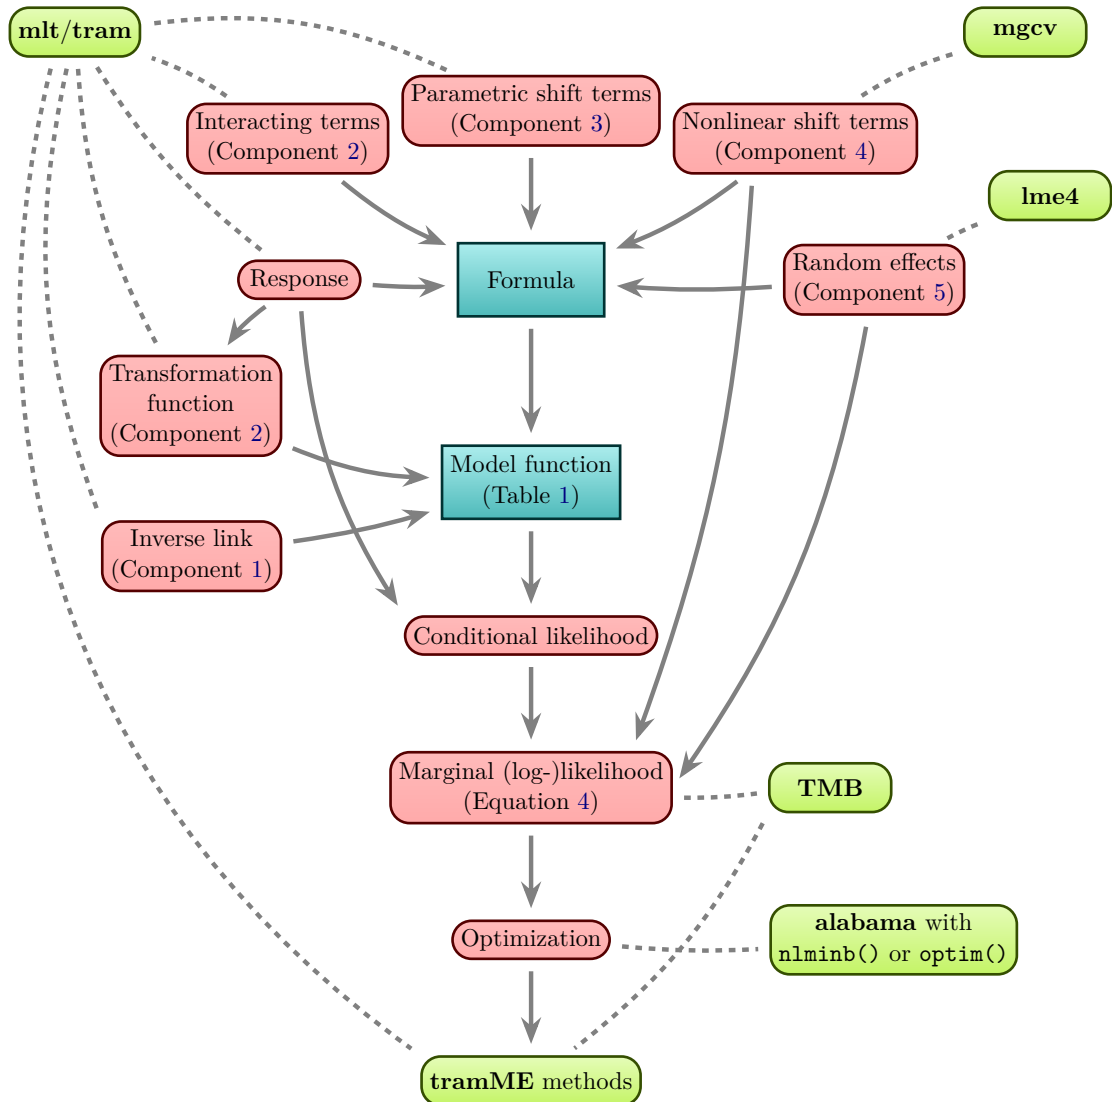 mlt/tram
mgcv
Parametric shift terms
(Component 3)
Interacting terms
(Component 2)
Nonlinear shift terms
(Component 4)
lme4
Formula
Response
Random effects
(Component 5)
Transformation
function
(Component 2)
Model function
(Table 1)
Inverse link
(Component 1)
Conditional likelihood
Marginal (log-)likelihood
(Equation 4)
TMB
Optimization
alabama with
nlminb() or optim()
tramME methods